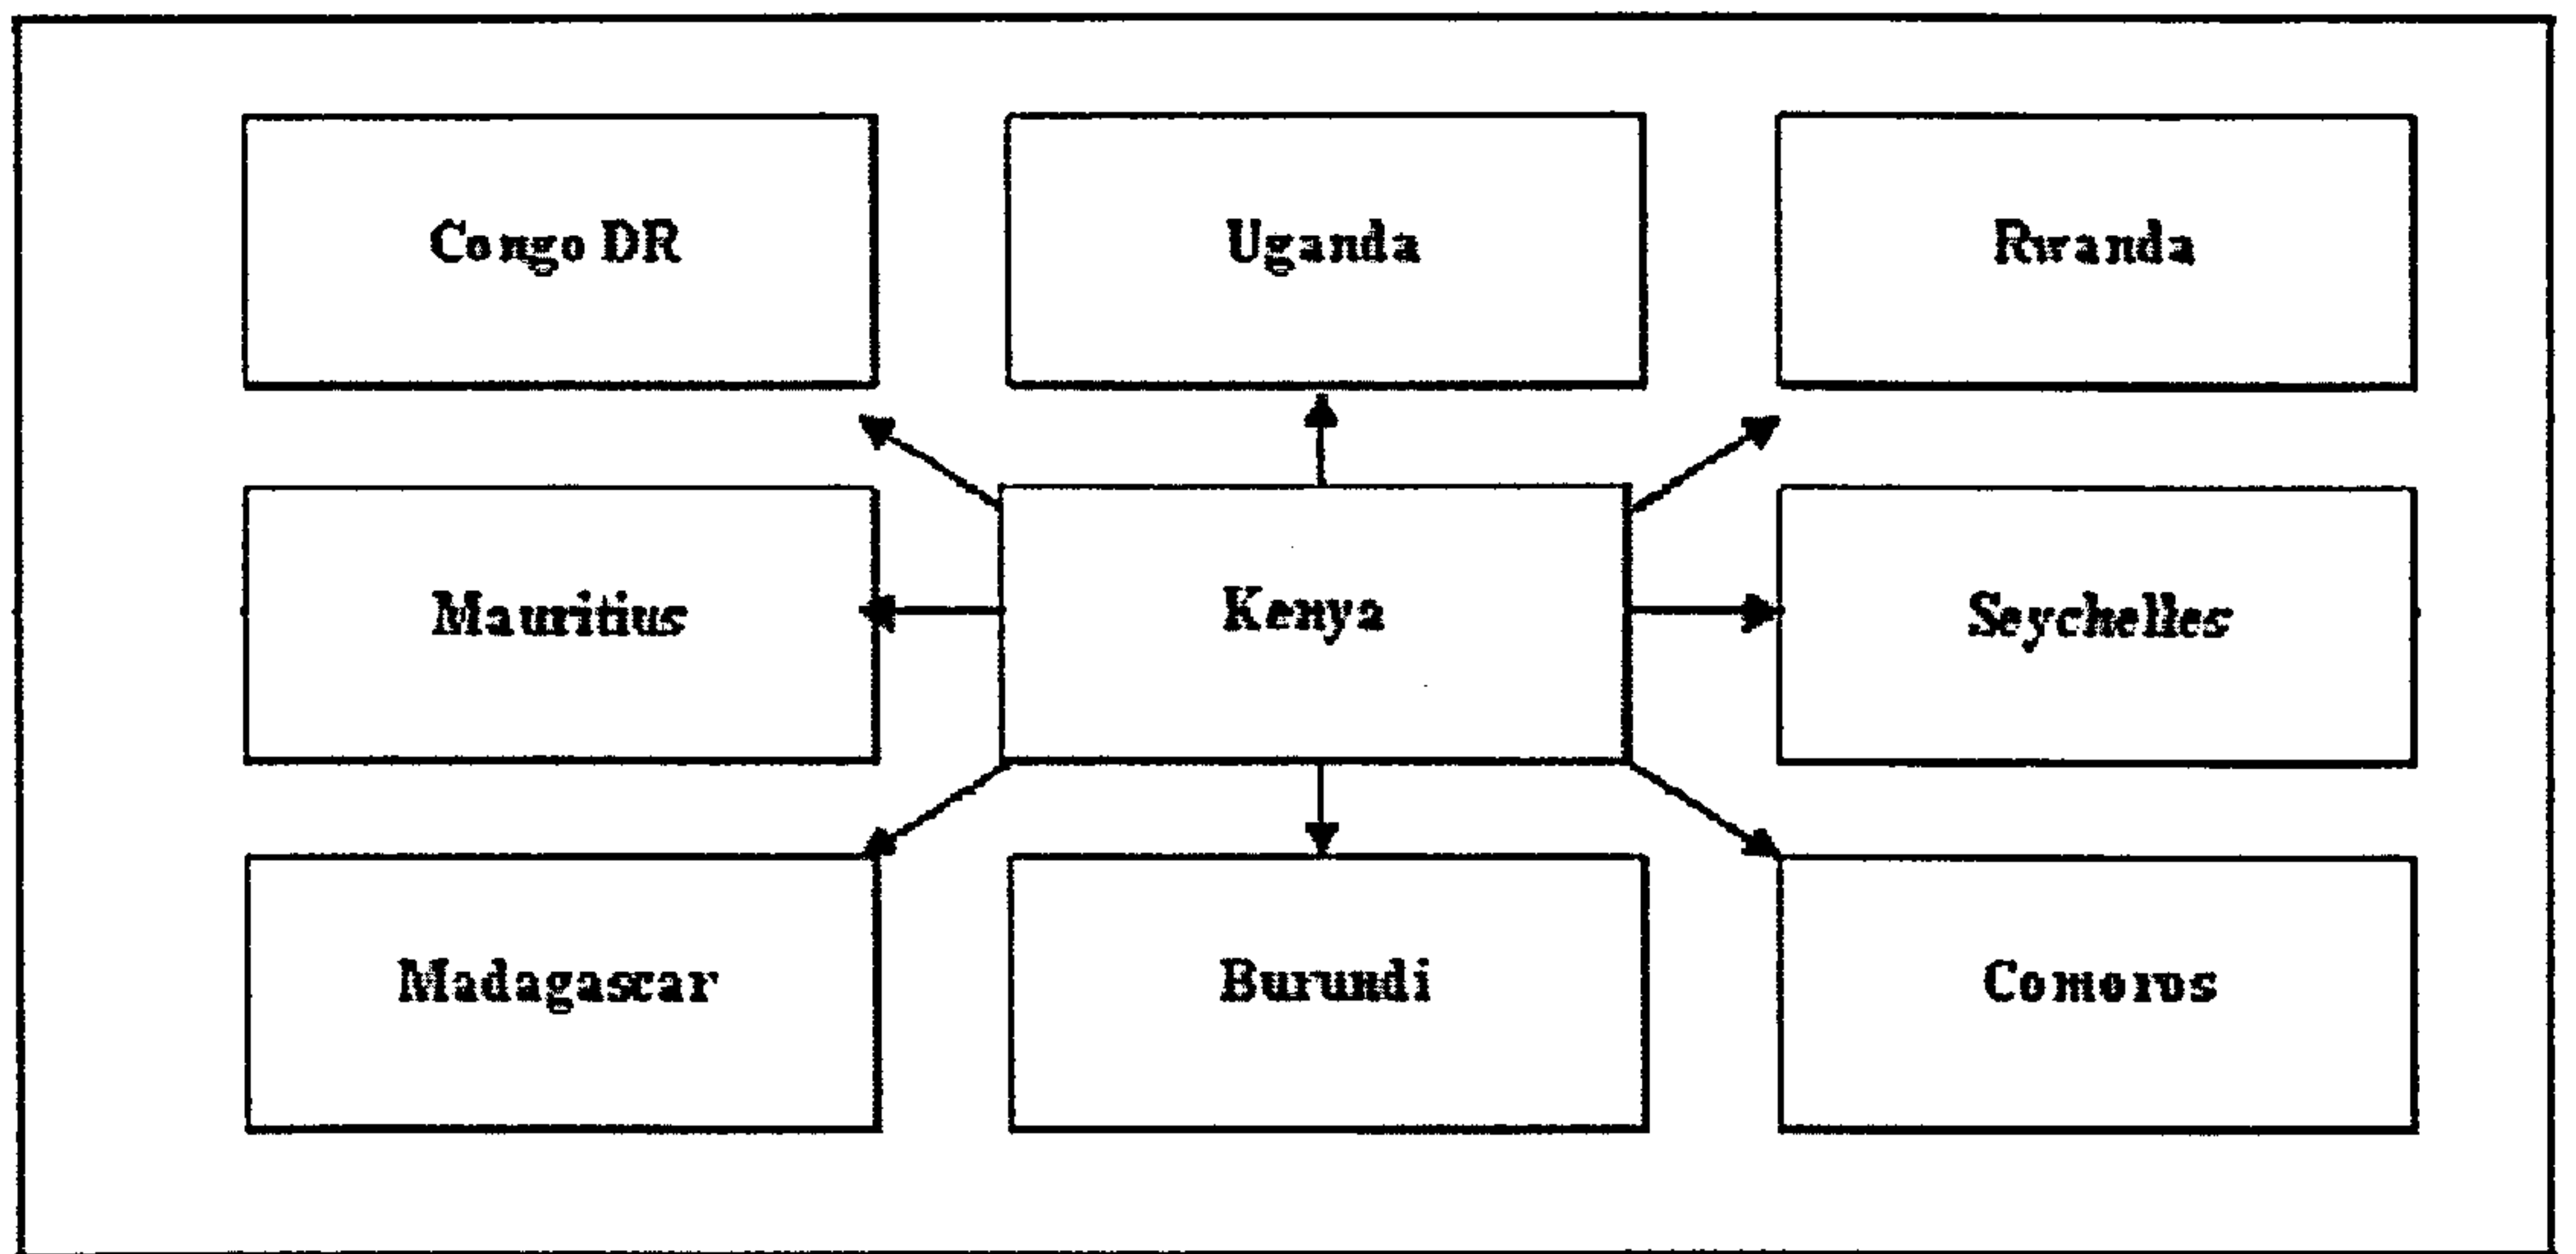 Congo DR
Uganda
Rwanda
Mauritius
Kenya
Seychelles
Madagascar
Burundi
Comoros